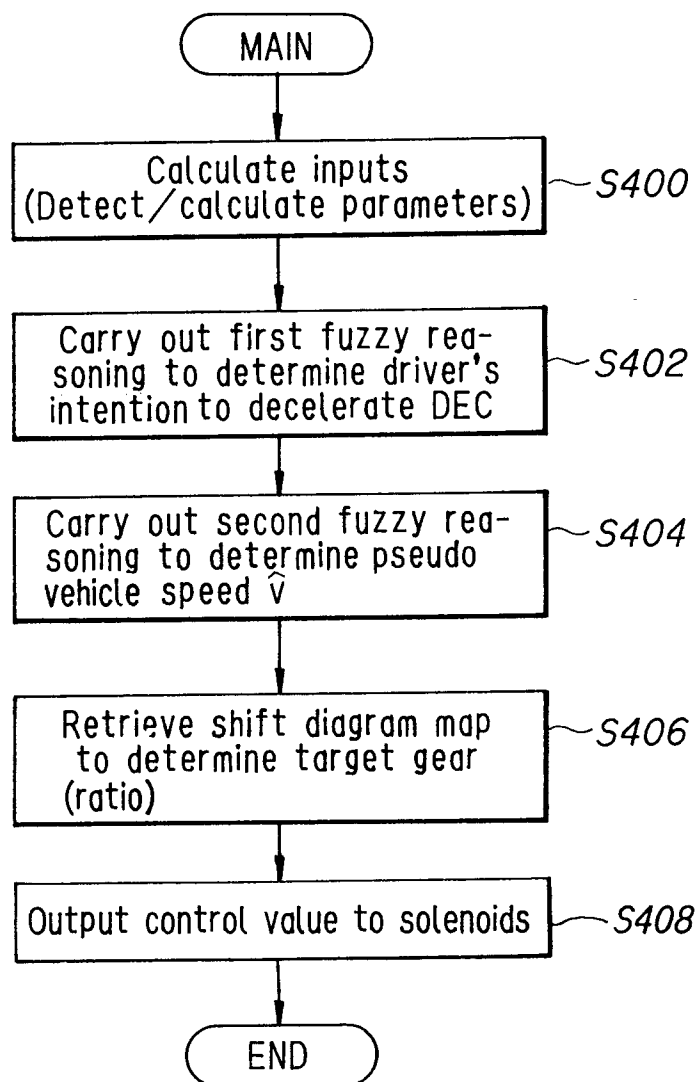 MAIN
Calculate inputs
(Detect/calculate parameters)
S400
Carry out first fuzzy rea-
soning to determine driver's
intention to decelerate DEC
S402
Carry out second fuzzy rea-
soning to determine pseudo
vehicle speed v̂
S404
Retrieve shift diagram map
to determine target gear
(ratio)
S406
Output control value to solenoids
S408
END